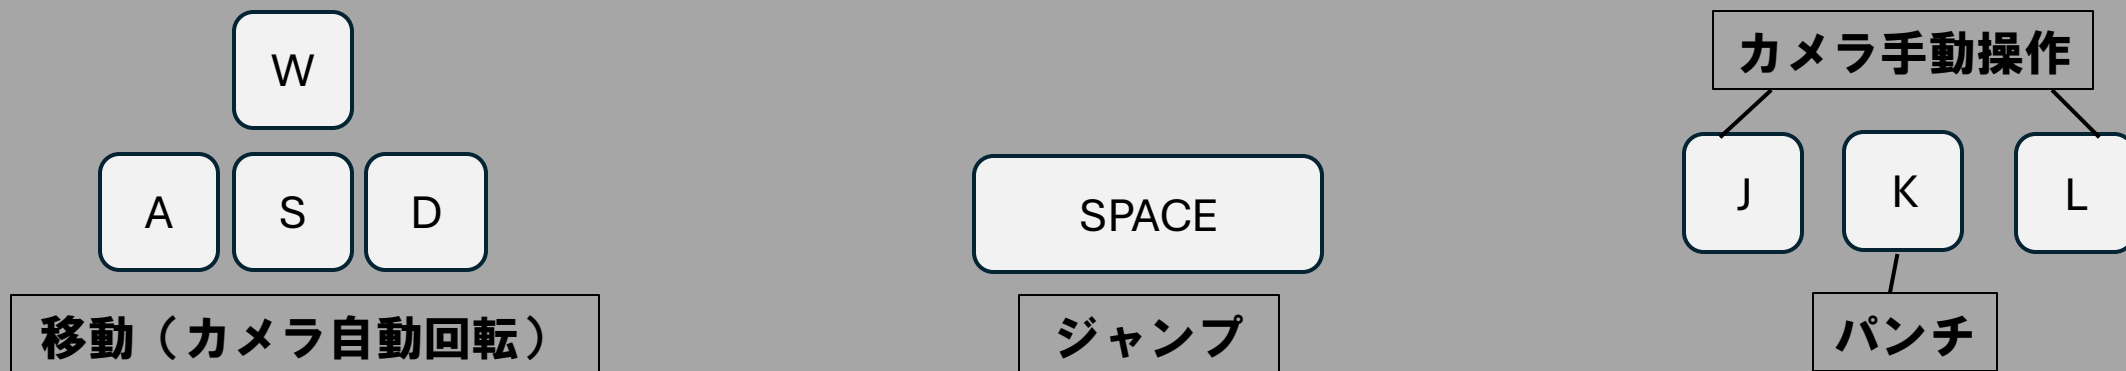 W
A S D
移動（カメラ自動回転）
SPACE
ジャンプ
カメラ手動操作
J K L
パンチ